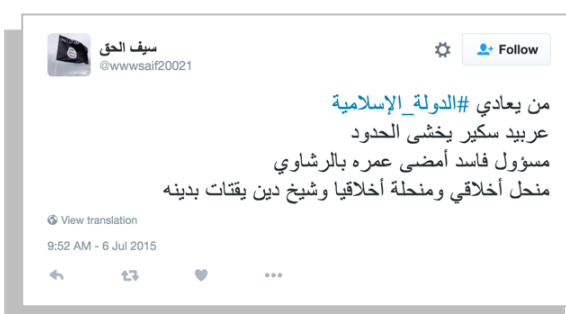 سيف الحق
@wwwsaif20021
Follow
من يعادي #الدولة_الإسلامية
عربيد سكير يخشى الحدود
مسؤول فاسد أمضى عمره بالرشاوي
منحل أخلاقي ومنحلة أخلاقيا وشيخ دين يقتات بدينه
View translation
9:52 AM - 6 Jul 2015